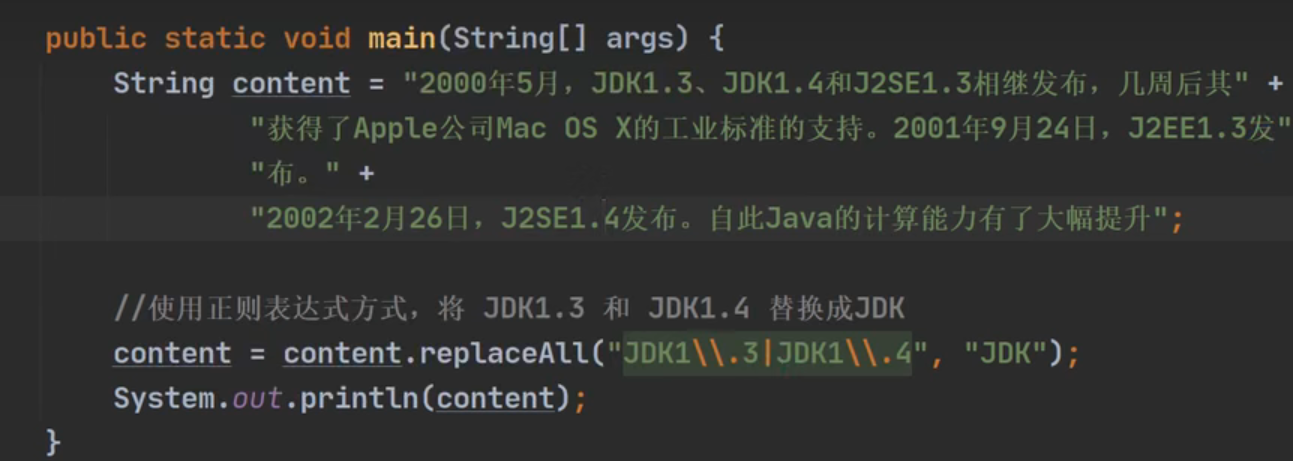 public static void main(String[] args) {
String content = "2000年5月，JDK1.3、JDK1.4和J2SE1.3相继发布，几周后其" +
"获得了Apple公司Mac OS X的工业标准的支持。2001年9月24日，J2EE1.3发"
"布。" +
"2002年2月26日，J2SE1.4发布。自此Java的计算能力有了大幅提升";
//使用正则表达式方式，将 JDK1.3 和 JDK1.4 替换成JDK
content = content.replaceAll("JDK1\\.3|JDK1\\.4", "JDK");
System.out.println(content);
}